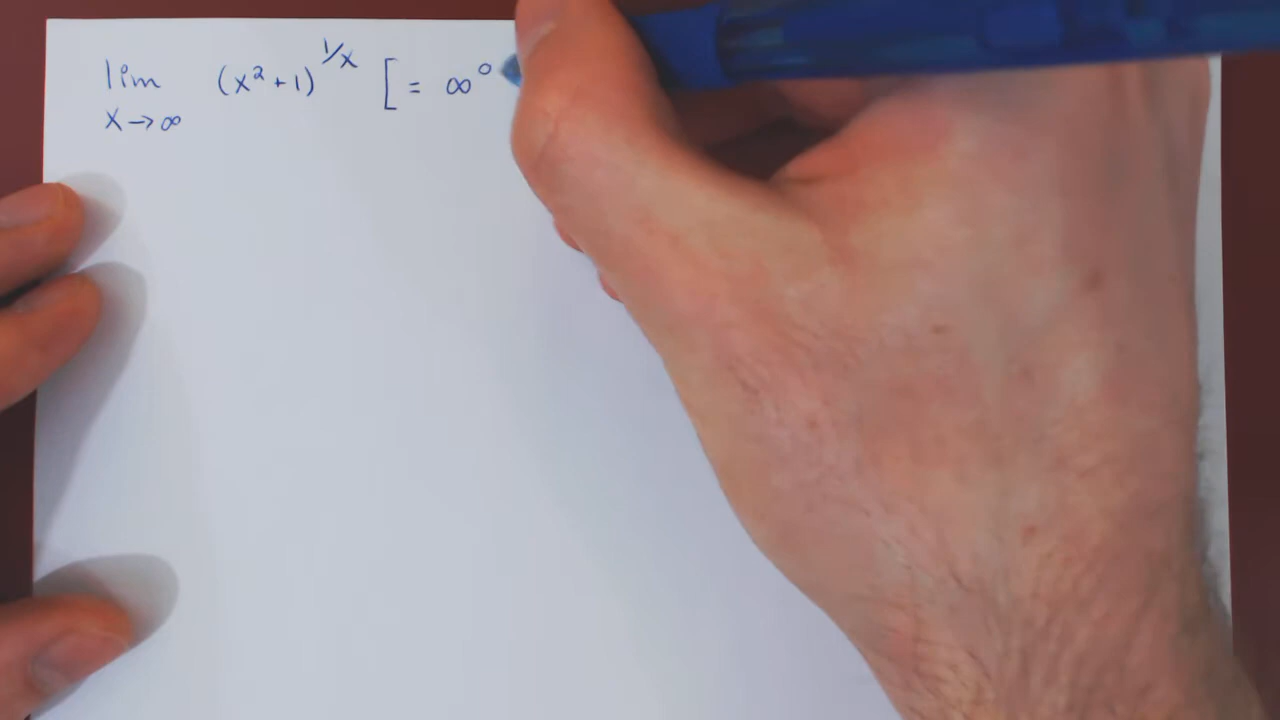 lim (x²+1)^{1/x} [= ∞⁰
x→∞